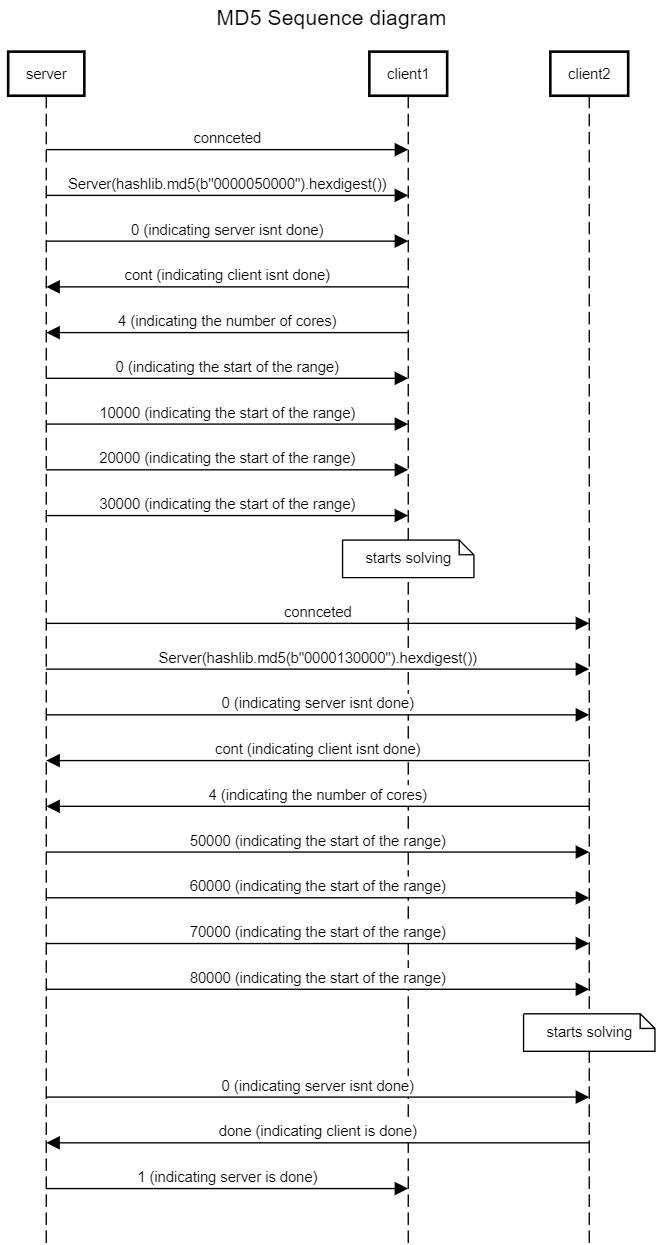 MD5 Sequence diagram
server
client1
client2
connceted
Server(hashlib.md5(b"0000050000").hexdigest())
0 (indicating server isnt done)
cont (indicating client isnt done)
4 (indicating the number of cores)
0 (indicating the start of the range)
10000 (indicating the start of the range)
20000 (indicating the start of the range)
30000 (indicating the start of the range)
starts solving
connceted
Server(hashlib.md5(b"0000130000").hexdigest())
0 (indicating server isnt done)
cont (indicating client isnt done)
4 (indicating the number of cores)
50000 (indicating the start of the range)
60000 (indicating the start of the range)
70000 (indicating the start of the range)
80000 (indicating the start of the range)
starts solving
0 (indicating server isnt done)
done (indicating client is done)
1 (indicating server is done)